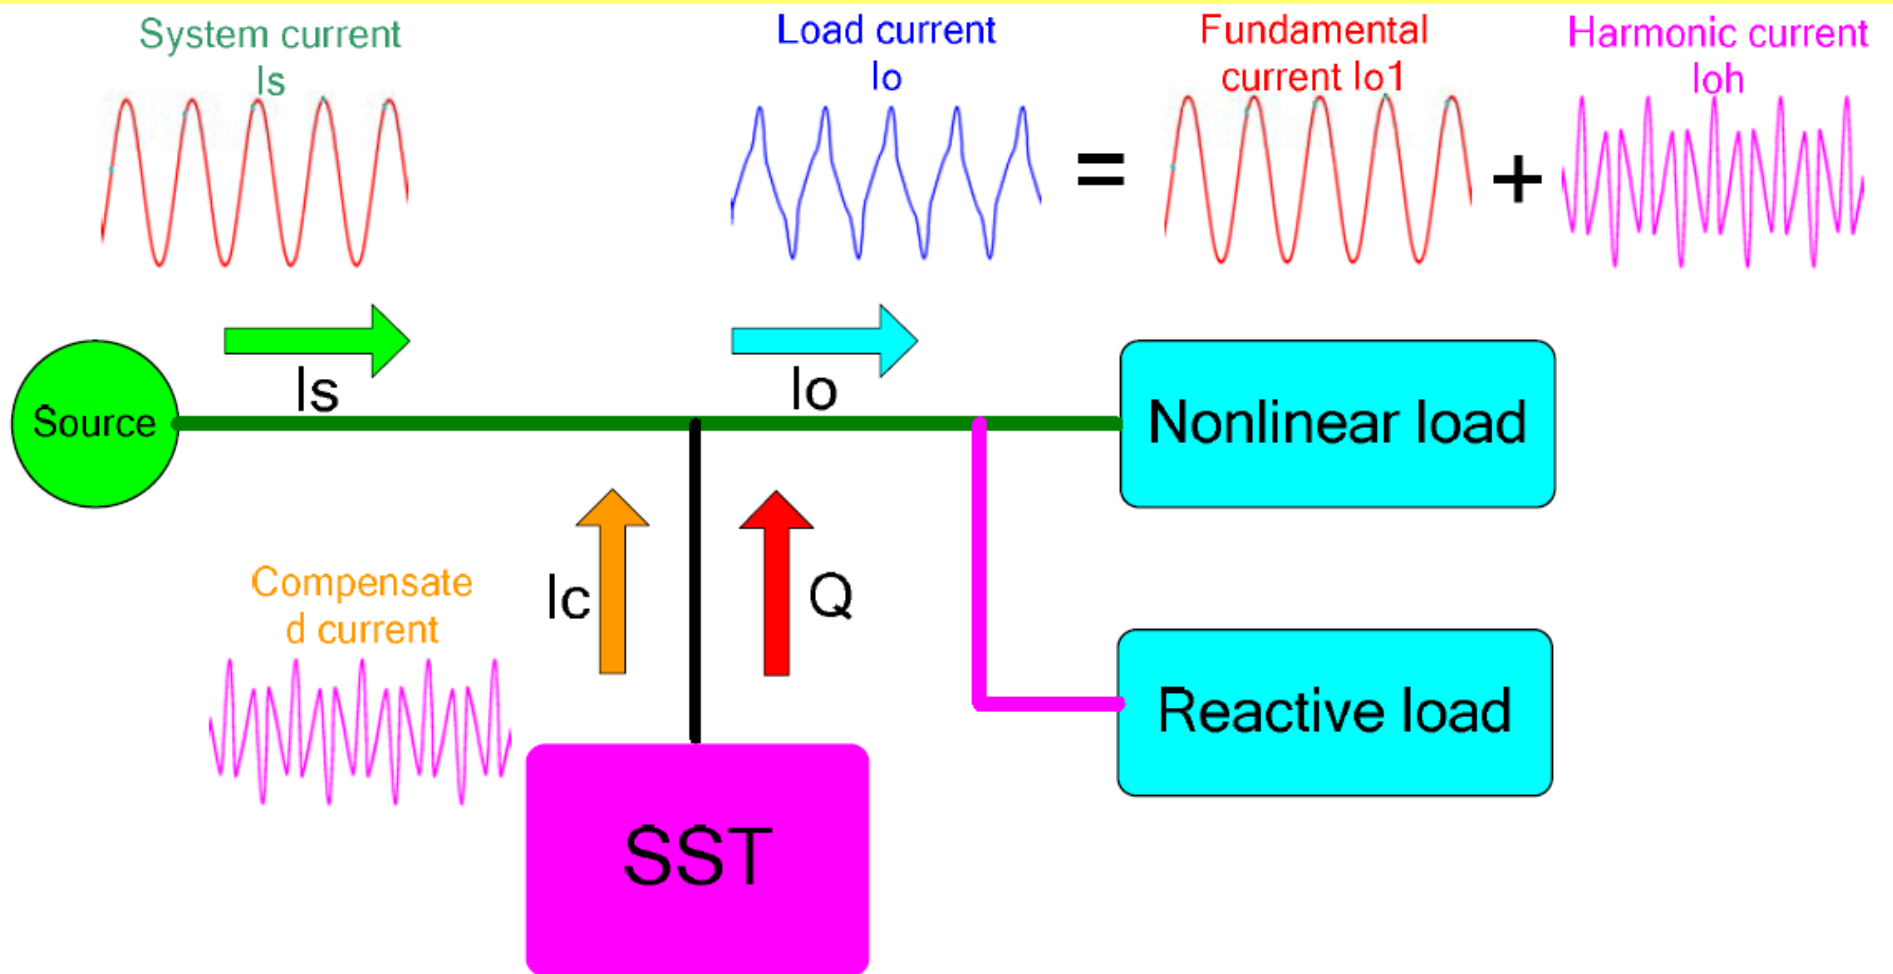 System current
Is
Load current
Io
Fundamental
current Io1
Harmonic current
Ioh
=
+
Is
Io
Source
Nonlinear load
Compensate
d current
Ic
Q
Reactive load
SST